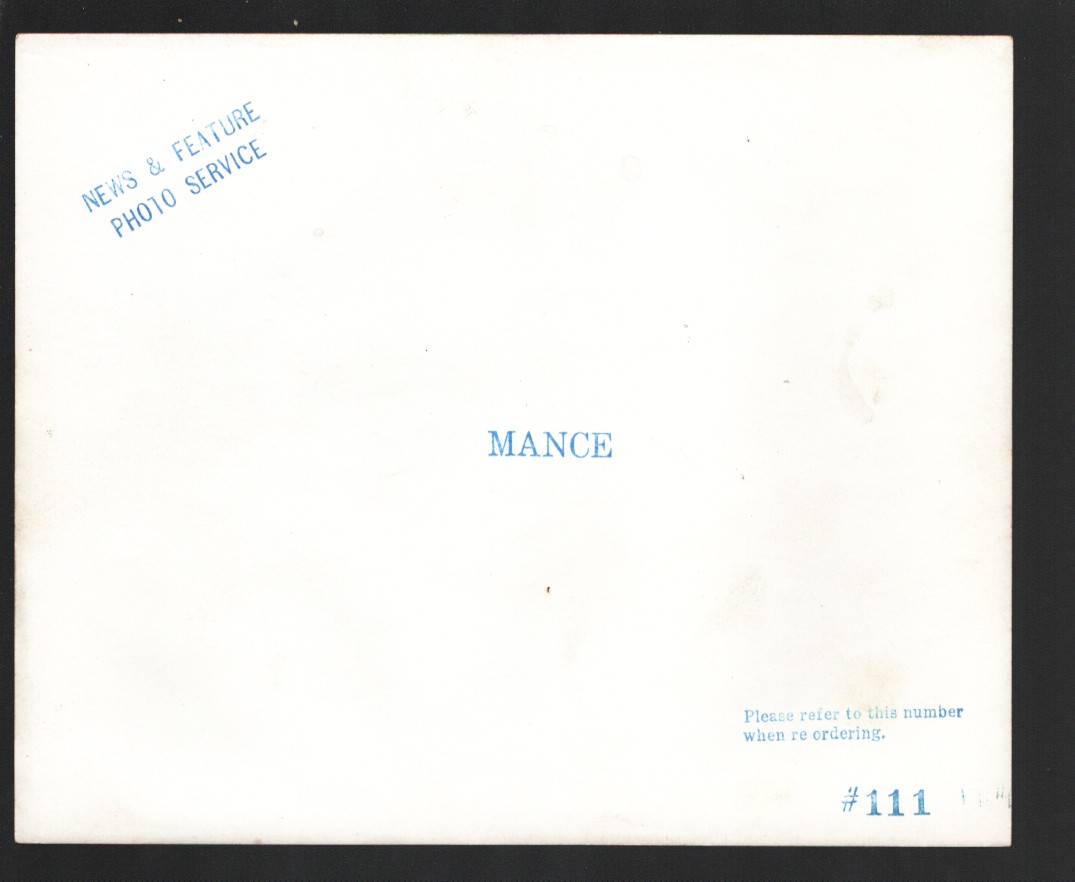 NEWS & FEATURE
PHOTO SERVICE
MANCE
Please refer to this number
when re ordering.
#111